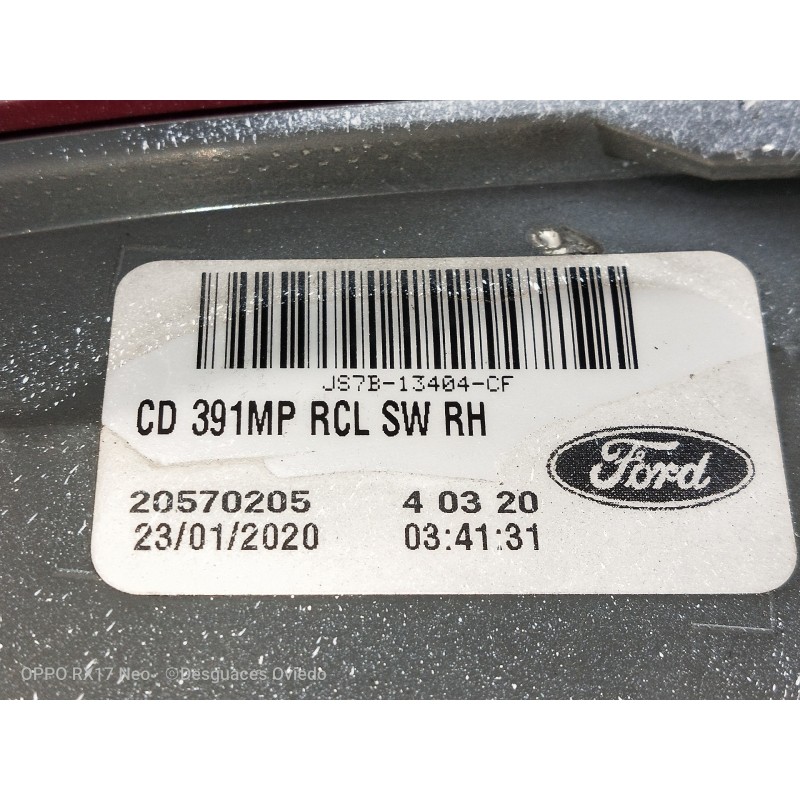 JS7B-13404-CF
CD 391MP RCL SW RH
Ford
20570205 4 03 20
23/01/2020 03:41:31
OPPO RX17 Neo ©Desguaces Oviedo